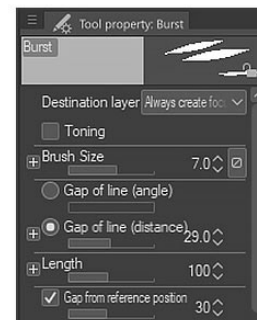 Tool property: Burst
Burst
Destination layer Always create foc
Toning
Brush Size 7.0
Gap of line (angle)
Gap of line (distance) 29.0
Length 100
Gap from reference position 30